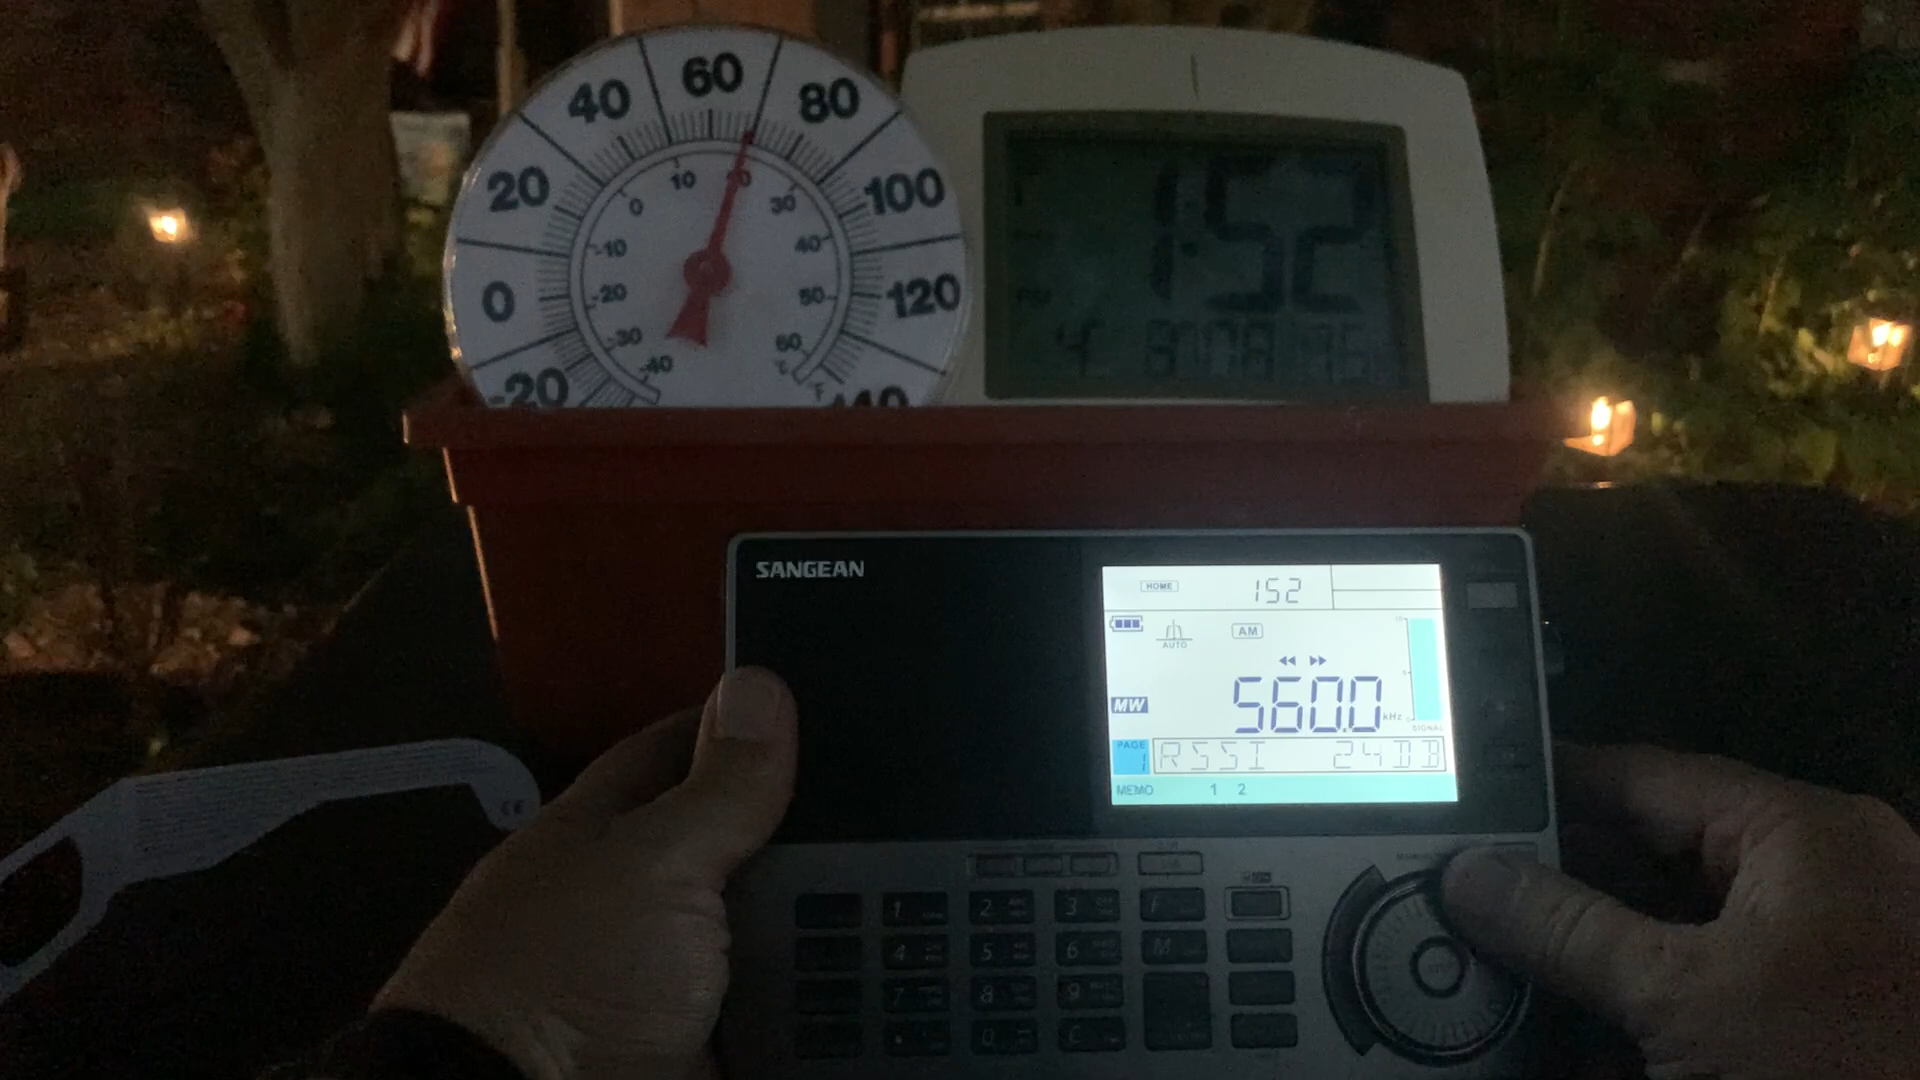 60
40
80
20
100
0
120
-20
10
20
0
30
-10
40
-20
50
-30
60
-40
°C
°F
1:52
SANGEAN
HOME
152
AUTO
AM
MW
560.0 kHz
SIGNAL
PAGE
1
RSSI 24DB
MEMO 1 2
CE
1 2 3 F
4 5 6 M
7 8 9
. 0 C